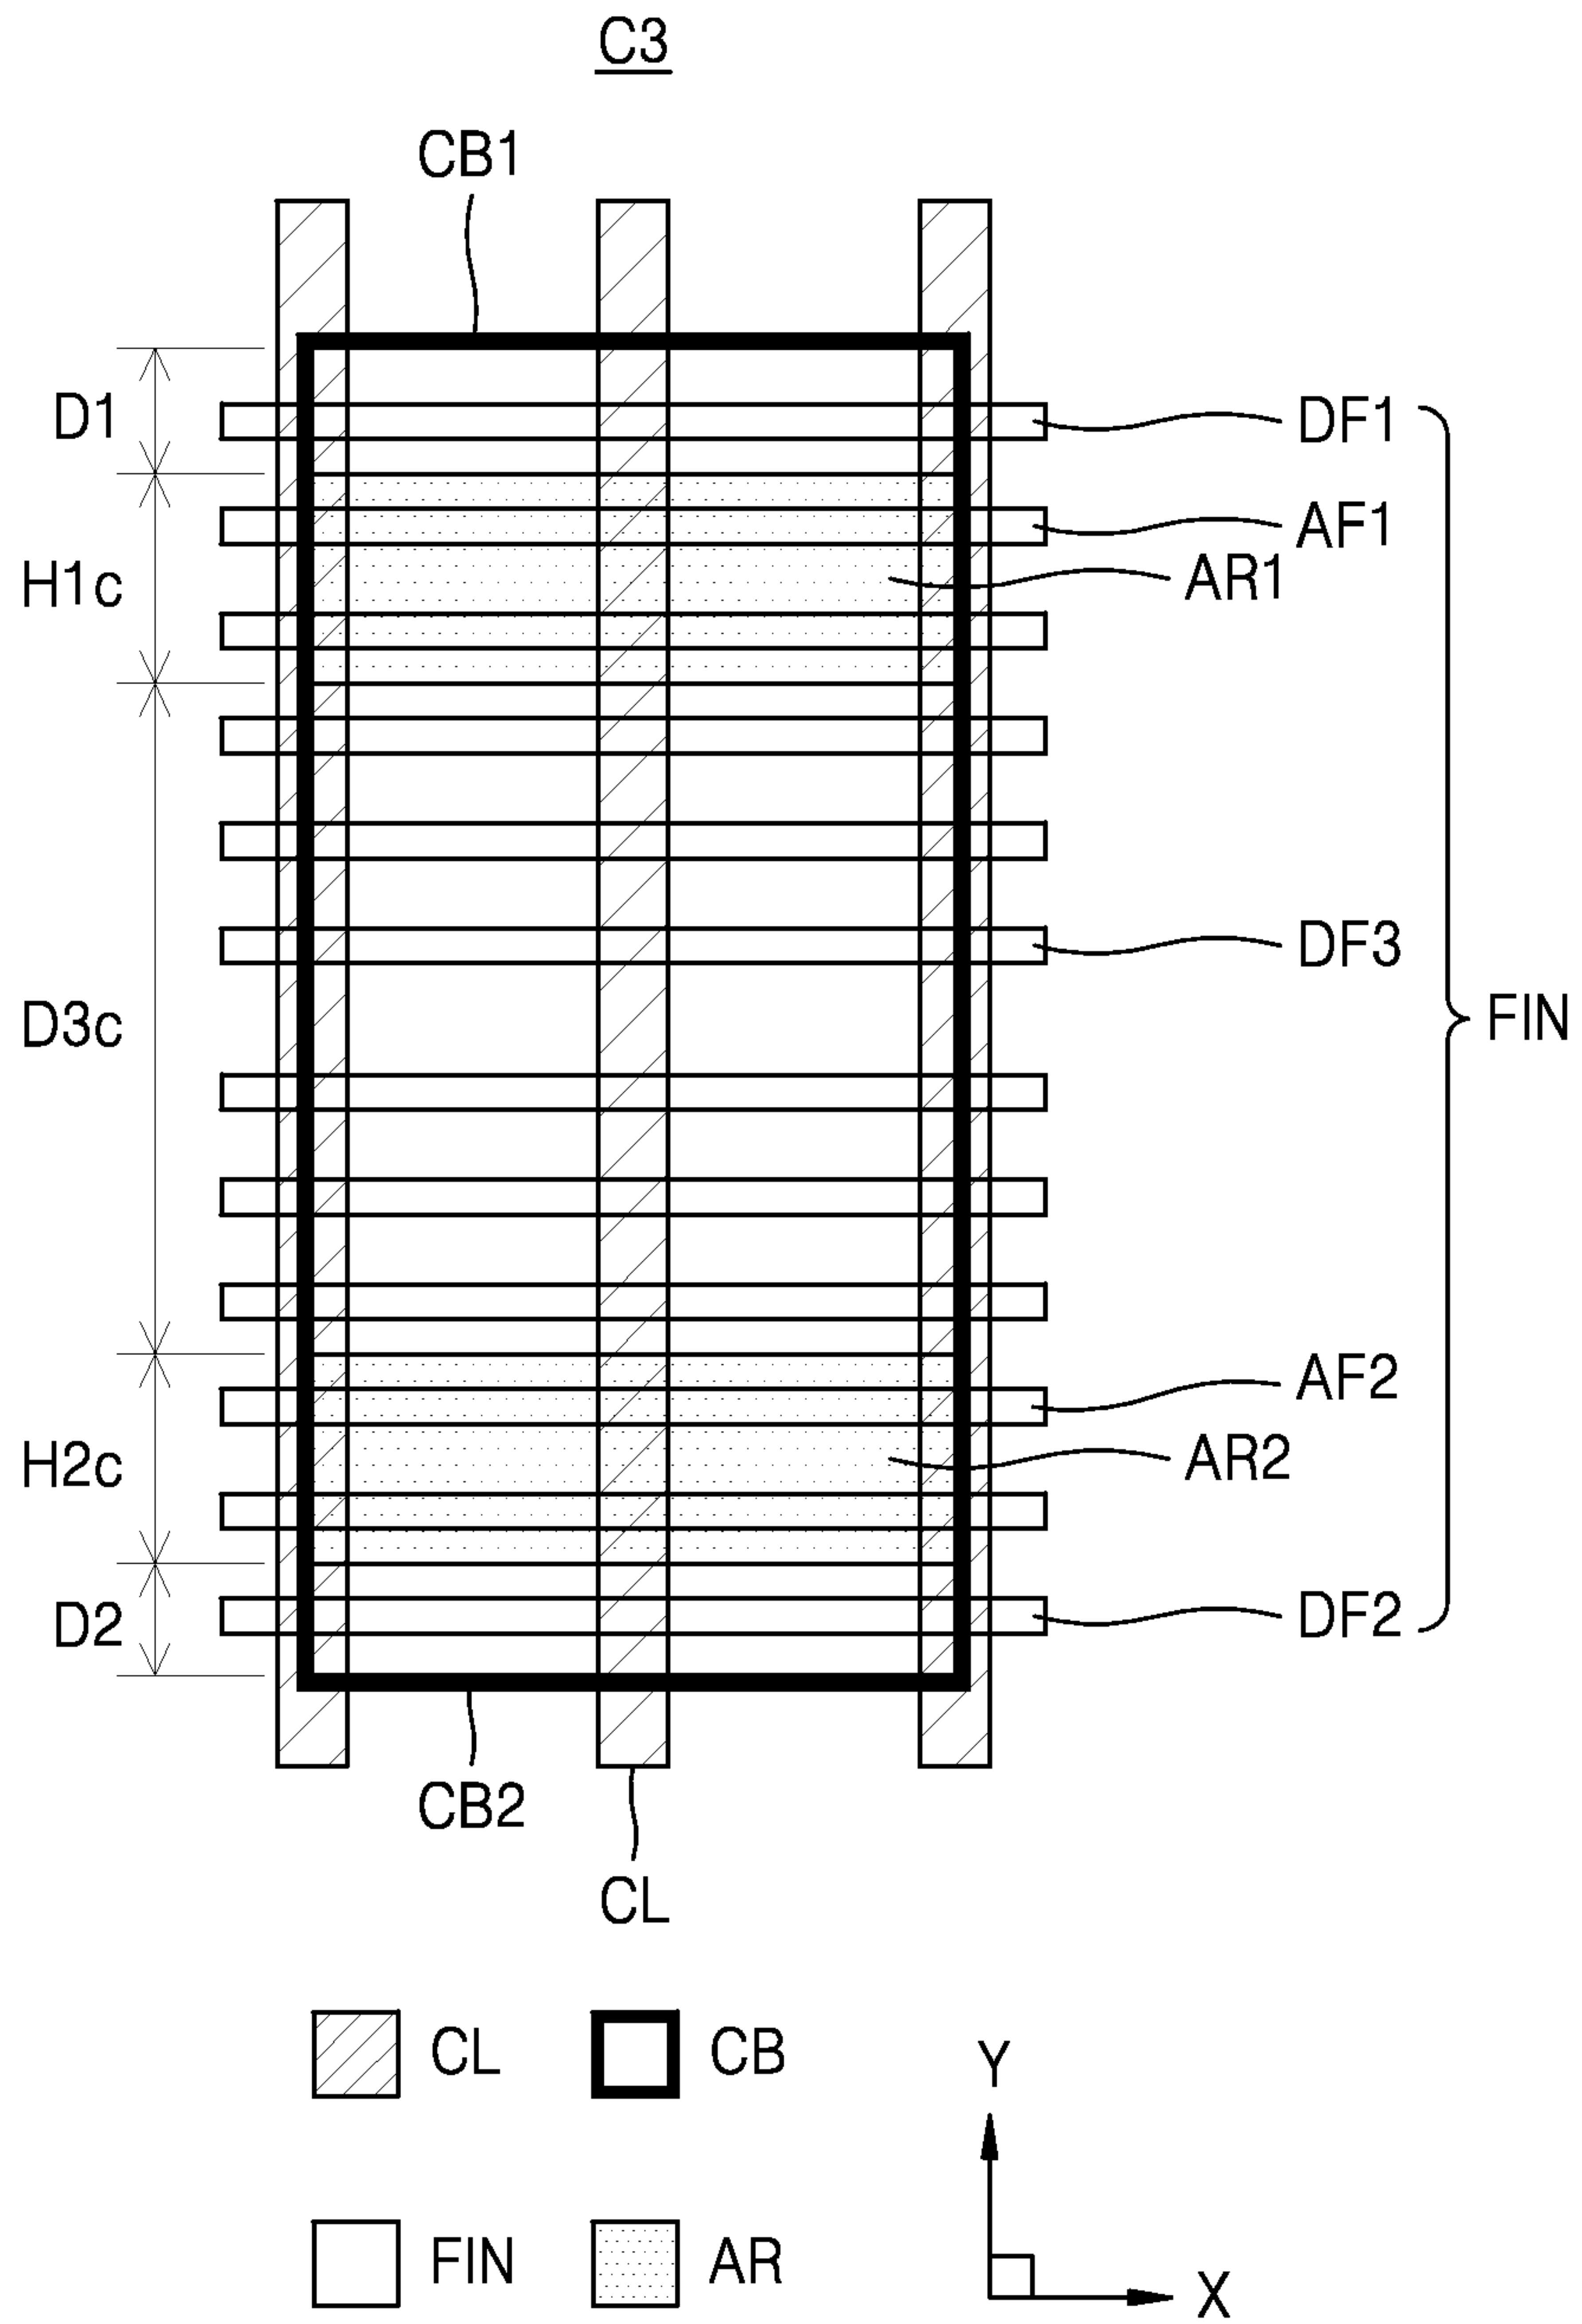 C3
CB1
D1
DF1
AF1
H1c
AR1
DF3
D3c
FIN
AF2
H2c
AR2
D2
DF2
CB2
CL
CL CB
Y
FIN AR
X